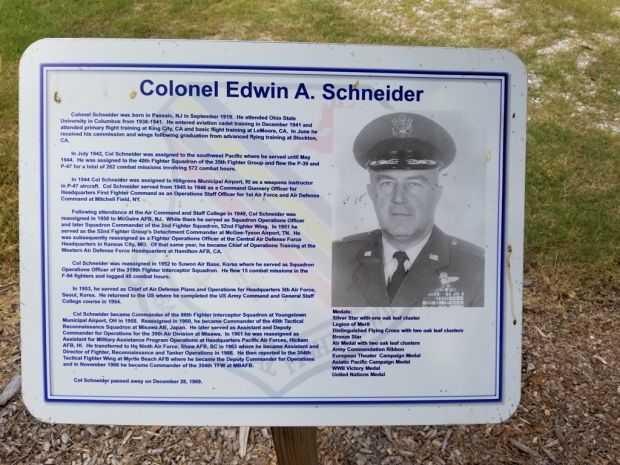 Colonel Edwin A. Schneider
Colonel Schneider was born in Passaic, NJ in September 1919. He attended Ohio State
University in Columbus from 1938-1941. He entered aviation cadet training in December 1941 and
attended primary flight training at King City, CA and basic flight training at LeMoore, CA. In June he
received his commission and wings following graduation from advanced flying training at Stockton,
CA.
In July 1942, Col Schneider was assigned to the southwest Pacific where he served until May
1944. He was assigned to the 40th Fighter Squadron of the 35th Fighter Group and flew the P-39 and
P-47 for a total of 262 combat missions involving 572 combat hours.
In 1944 Col Schneider was assigned to Hillgrove Municipal Airport, RI as a weapons instructor
in P-47 aircraft. Col Schneider served from 1945 to 1948 as a Command Gunnery Officer for
Headquarters First Fighter Command as an Operations Staff Officer for 1st Air Force and Air Defense
Command at Mitchell Field, NY.
Following attendance at the Air Command and Staff College in 1949, Col Schneider was
reassigned in 1950 to McGuire AFB, NJ. While there he served as Squadron Operations Officer
and later Squadron Commander of the 2nd Fighter Squadron, 52nd Fighter Wing. In 1951 he
served as the 52nd Fighter Group's Detachment Commander at McGee-Tyson Airport, TN. He
was subsequently reassigned as a Fighter Operations Officer at the Central Air Defense Force
Headquarters in Kansas City, MO. Of that same year, he became Chief of Operations Training at the
Western Air Defense Force Headquarters at Hamilton AFB, CA.
Col Schneider was reassigned in 1952 to Suwon Air Base, Korea where he served as Squadron
Operations Officer of the 319th Fighter Interceptor Squadron. He flew 15 combat missions in the
F-94 fighters and logged 45 combat hours.
In 1953, he served as Chief of Air Defense Plans and Operations for Headquarters 5th Air Force,
Seoul, Korea. He returned to the US where he completed the US Army Command and General Staff
College course in 1954.
Col Schneider became Commander of the 86th Fighter Interceptor Squadron at Youngstown
Municipal Airport, OH in 1955. Reassigned in 1960, he became Commander of the 45th Tactical
Reconnaissance Squadron at Misawa AB, Japan. He later served as Assistant and Deputy
Commander for Operations for the 39th Air Division at Misawa. In 1961 he was reassigned as
Assistant for Military Assistance Program Operations at Headquarters Pacific Air Forces, Hickam
AFB, HI. He transferred to Hq Ninth Air Force, Shaw AFB, SC in 1963 where he became Assistant and
Director of Fighter, Reconnaissance and Tanker Operations in 1966. He then reported to the 354th
Tactical Fighter Wing at Myrtle Beach AFB where he became the Deputy Commander for Operations
and in November 1968 he became Commander of the 354th TFW at MBAFB.
Col Schneider passed away on December 28, 1969.
Medals:
Silver Star with one oak leaf cluster
Legion of Merit
Distinguished Flying Cross with two oak leaf clusters
Bronze Star
Air Medal with two oak leaf clusters
Army Commendation Ribbon
European Theater Campaign Medal
Asiatic Pacific Campaign Medal
WWII Victory Medal
United Nations Medal